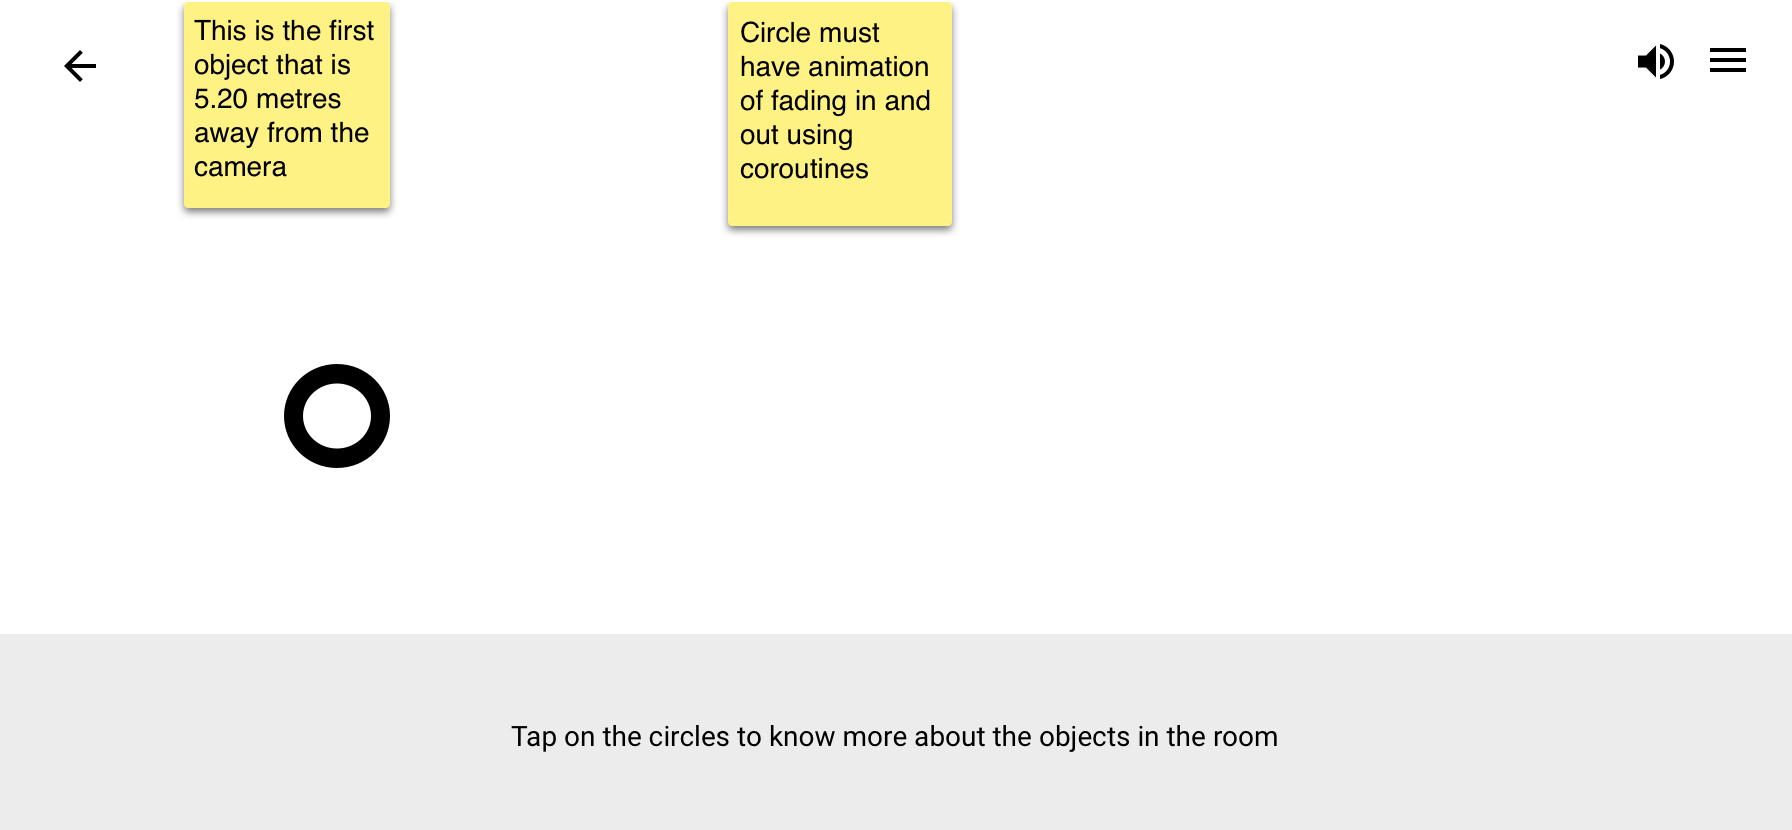 This is the first
object that is
5.20 metres
away from the
camera
Circle must
have animation
of fading in and
out using
coroutines
Tap on the circles to know more about the objects in the room